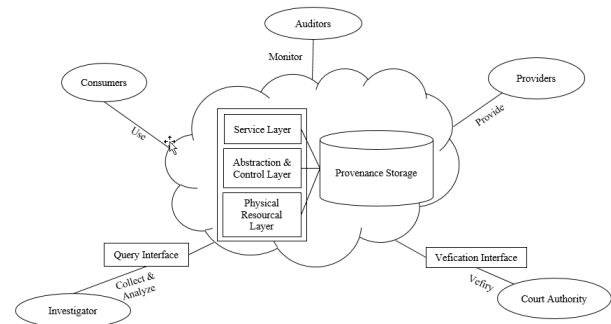 Auditors
Monitor
Consumers
Providers
Use
Provide
Service Layer
Abstraction &
Control Layer
Physical
Resourcal
Layer
Provenance Storage
Query Interface
Vefication Interface
Collect &
Analyze
Vefiry
Investigator
Court Authority